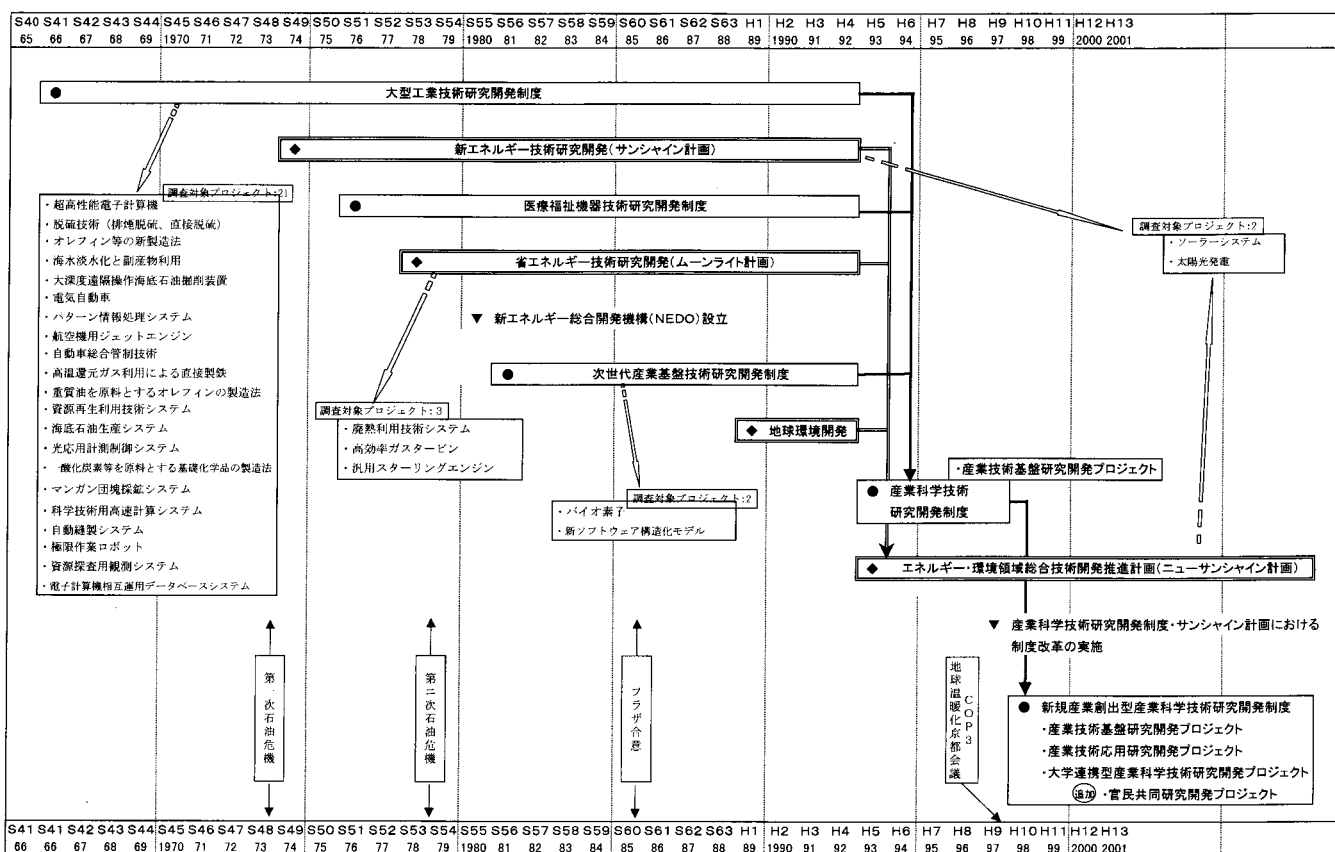 S40 S41 S42 S43 S44 S45 S46 S47 S48 S49 S50 S51 S52 S53 S54 S55 S56 S57 S58 S59 S60 S61 S62 S63 H1 H2 H3 H4 H5 H6 H7 H8 H9 H10 H11 H12 H13
65 66 67 68 69 1970 71 72 73 74 75 76 77 78 79 1980 81 82 83 84 85 86 87 88 89 1990 91 92 93 94 95 96 97 98 99 2000 2001
● 大型工業技術研究開発制度
◆ 新エネルギー技術研究開発(サンシャイン計画)
調査対象プロジェクト:21
・超高性能電子計算機
・脱硫技術(排煙脱硫、直接脱硫)
・オレフィン等の新製造法
・海水淡水化と副産物利用
・大深度遠隔操作海底石油掘削装置
・電気自動車
・パターン情報処理システム
・航空機用ジェットエンジン
・自動車総合管制技術
・高温還元ガス利用による直接製鉄
・重質油を原料とするオレフィンの製造法
・資源再生利用技術システム
・海底石油生産システム
・光応用計測制御システム
・一酸化炭素等を原料とする基礎化学品の製造法
・マンガン団塊採鉱システム
・科学技術用高速計算システム
・自動縫製システム
・極限作業ロボット
・資源探査用観測システム
・電子計算機相互運用データベースシステム
● 医療福祉機器技術研究開発制度
調査対象プロジェクト:2
・ソーラーシステム
・太陽光発電
◆ 省エネルギー技術研究開発(ムーンライト計画)
▼ 新エネルギー総合開発機構(NEDO)設立
● 次世代産業基盤技術研究開発制度
調査対象プロジェクト:3
・廃熱利用技術システム
・高効率ガスタービン
・汎用スターリングエンジン
◆ 地球環境開発
調査対象プロジェクト:2
・バイオ素子
・新ソフトウェア構造化モデル
・産業技術基盤研究開発プロジェクト
● 産業科学技術
研究開発制度
◆ エネルギー・環境領域総合技術開発推進計画(ニューサンシャイン計画)
▼ 産業科学技術研究開発制度・サンシャイン計画における
制度改革の実施
第一次石油危機
第二次石油危機
プラザ合意
COP3
地球温暖化京都会議
● 新規産業創出型産業科学技術研究開発制度
・産業技術基盤研究開発プロジェクト
・産業技術応用研究開発プロジェクト
・大学連携型産業科学技術研究開発プロジェクト
追加 ・官民共同研究開発プロジェクト
S41 S41 S42 S43 S44 S45 S46 S47 S48 S49 S50 S51 S52 S53 S54 S55 S56 S57 S58 S59 S60 S61 S62 S63 H1 H2 H3 H4 H5 H6 H7 H8 H9 H10 H11 H12 H13
66 66 67 68 69 1970 71 72 73 74 75 76 77 78 79 1980 81 82 83 84 85 86 87 88 89 1990 91 92 93 94 95 96 97 98 99 2000 2001